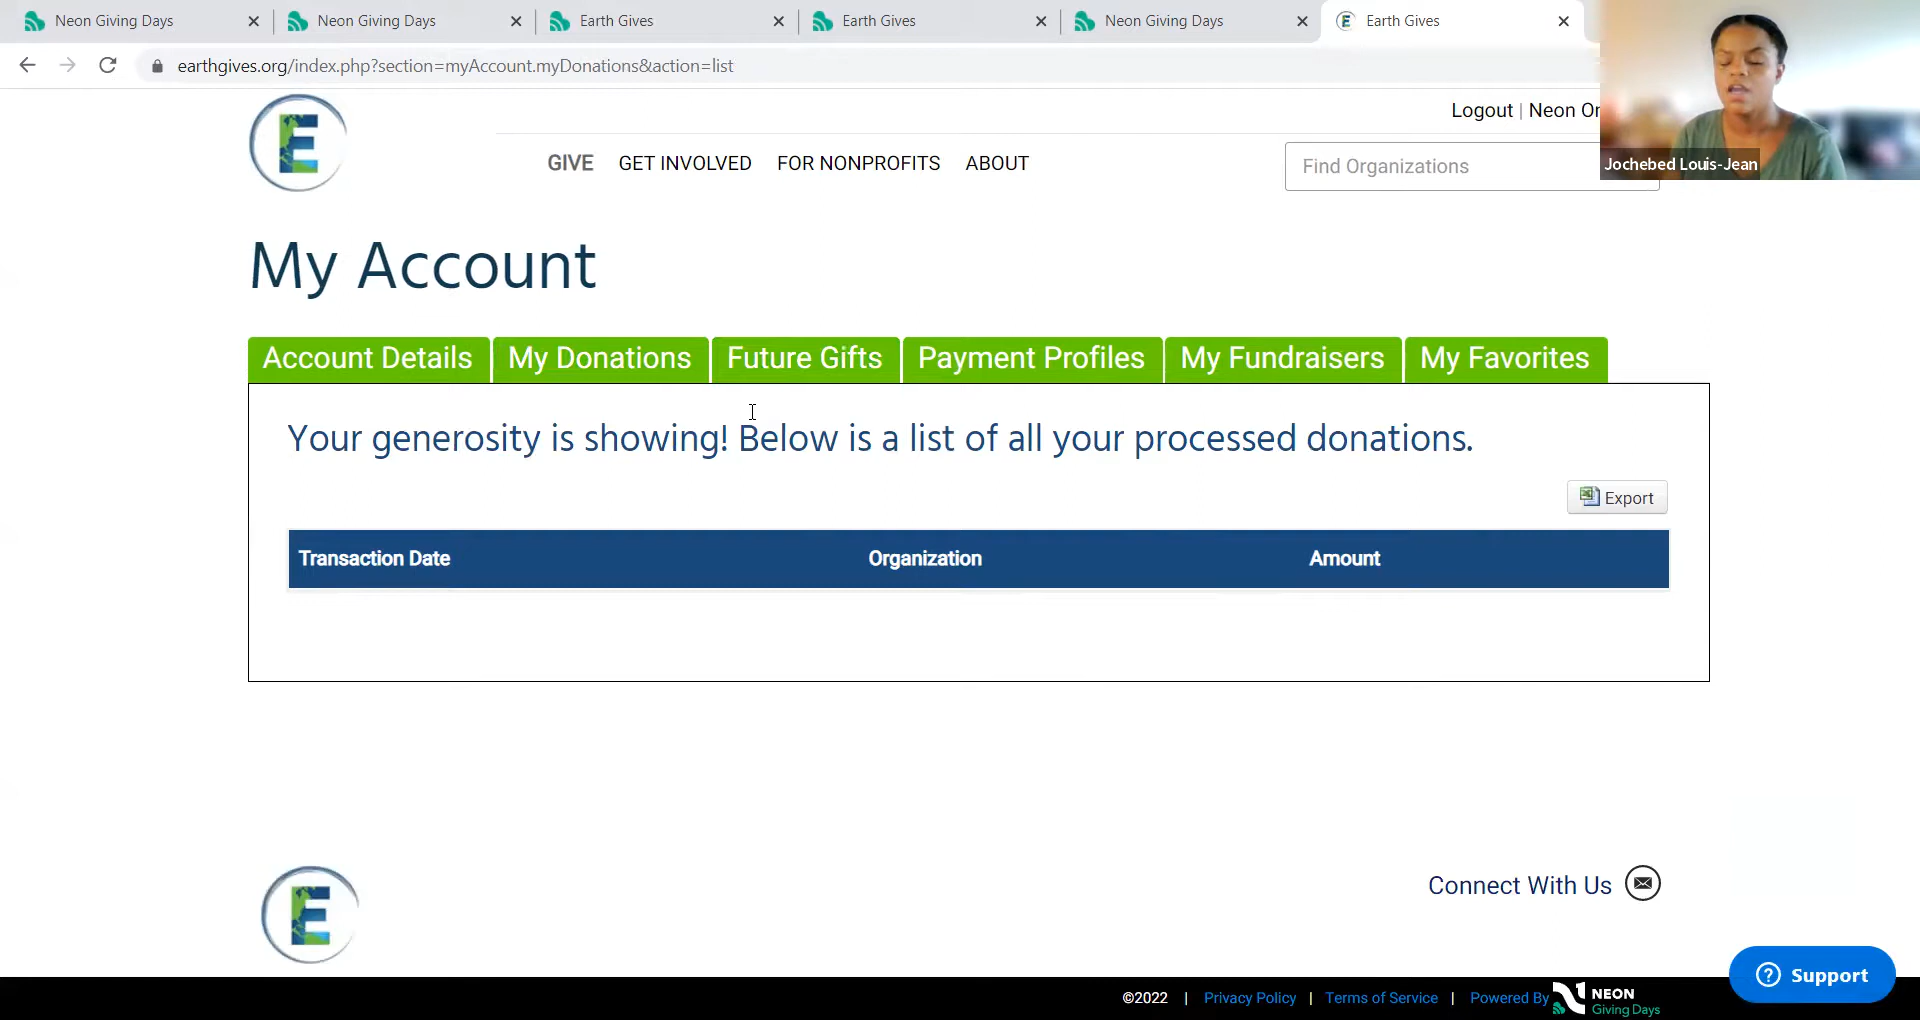 Neon Giving Days
Neon Giving Days
Earth Gives
Earth Gives
Neon Giving Days
Earth Gives
earthgives.org/index.php?section=myAccount.myDonations&action=list
E
Logout | Neon Or
GIVE GET INVOLVED FOR NONPROFITS ABOUT
Find Organizations
Jochebed Louis-Jean
My Account
Account Details My Donations Future Gifts Payment Profiles My Fundraisers My Favorites
Your generosity is showing! Below is a list of all your processed donations.
Export
Transaction Date Organization Amount
E
Connect With Us
Support
©2022 | Privacy Policy | Terms of Service | Powered By
NEON
Giving Days